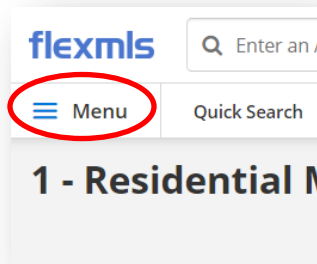 flexmls
Enter an
Menu
Quick Search
1 - Residential